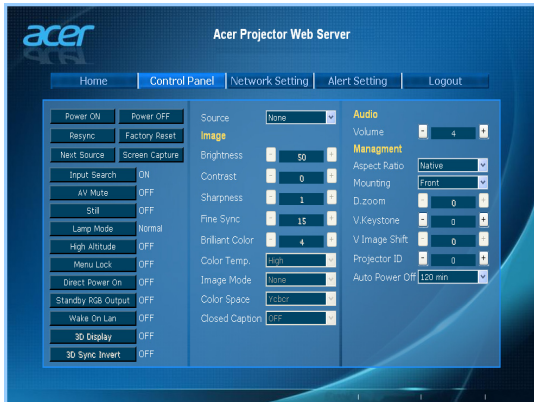 acer
Acer Projector Web Server
Home Control Panel Network Setting Alert Setting Logout
Power ON Power OFF
Resync Factory Reset
Next Source Screen Capture
Input Search ON
AV Mute OFF
Still OFF
Lamp Mode Normal
High Altitude OFF
Menu Lock OFF
Direct Power On OFF
Standby RGB Output OFF
Wake On Lan OFF
3D Display OFF
3D Sync Invert OFF
Source None
Image
Brightness - 50 +
Contrast - 0 +
Sharpness - 1 +
Fine Sync - 15 +
Brilliant Color - 4 +
Color Temp. High
Image Mode None
Color Space Ycbcr
Closed Caption OFF
Audio
Volume - 4 +
Managment
Aspect Ratio Native
Mounting Front
D.zoom - 0 +
V.Keystone - 0 +
V Image Shift - 0 +
Projector ID - 0 +
Auto Power Off 120 min